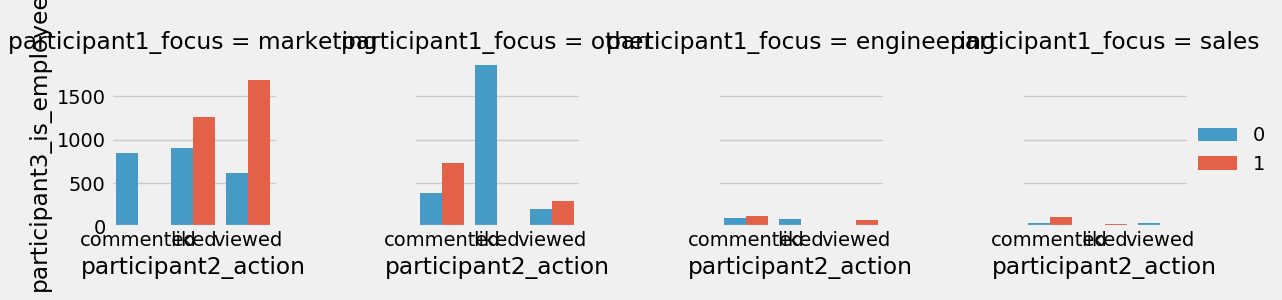 participant1_focus = marketing
participant1_focus = other
participant1_focus = engineering
participant1_focus = sales
participant3_is_employee
1500
1000
500
0
commented liked viewed
commented liked viewed
commented liked viewed
commented liked viewed
participant2_action
participant2_action
participant2_action
participant2_action
0
1